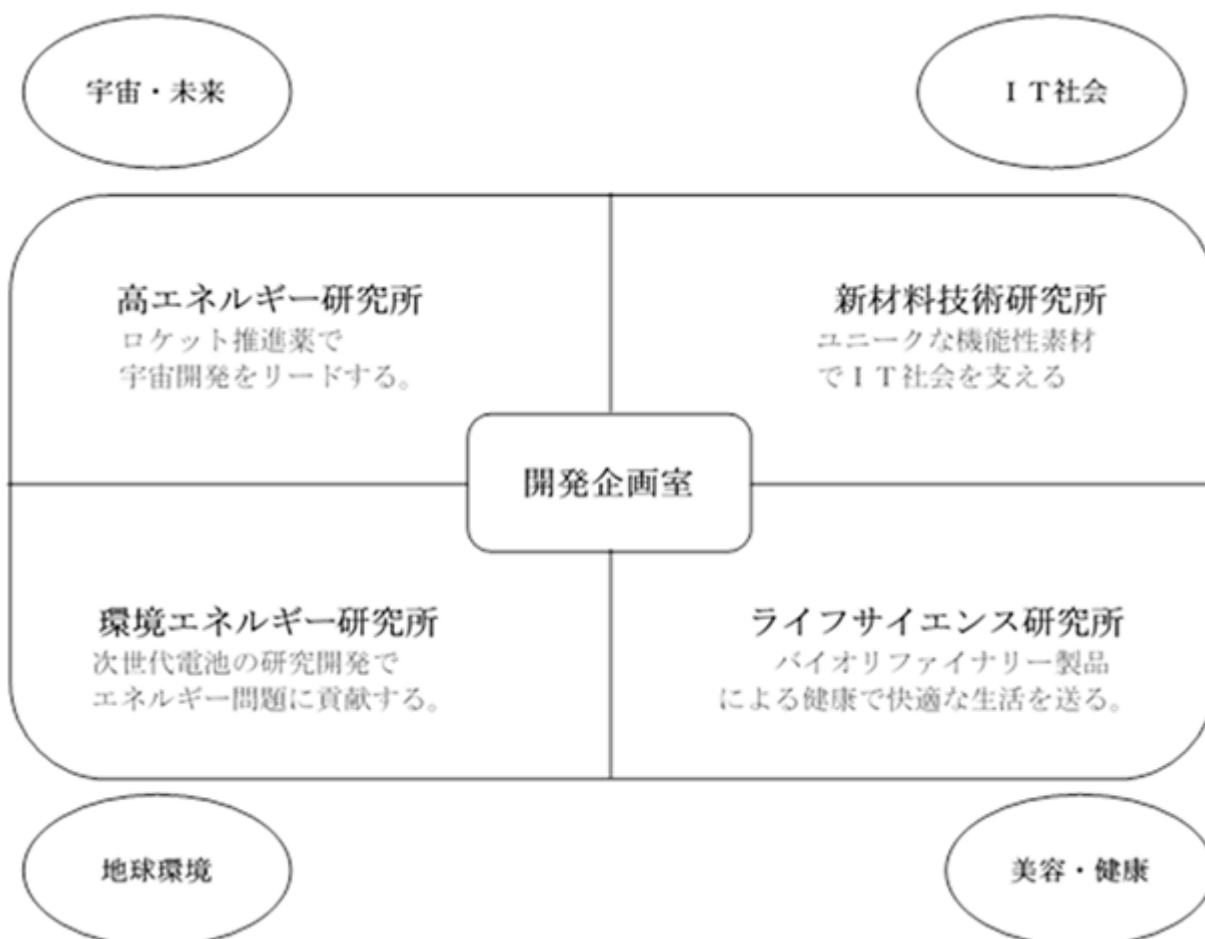 宇宙・未来
ＩＴ社会
高エネルギー研究所
ロケット推進薬で
宇宙開発をリードする。
新材料技術研究所
ユニークな機能性素材
でＩＴ社会を支える
開発企画室
環境エネルギー研究所
次世代電池の研究開発で
エネルギー問題に貢献する。
ライフサイエンス研究所
バイオリファイナリー製品
による健康で快適な生活を送る。
地球環境
美容・健康